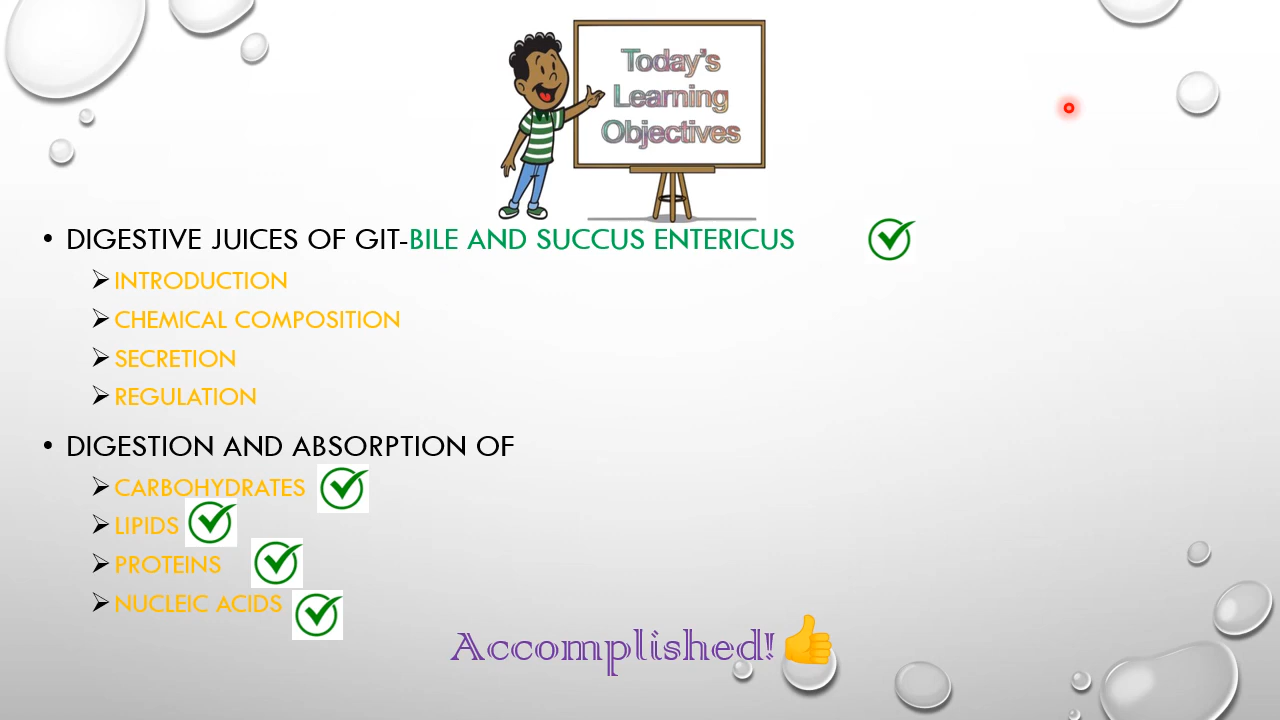 Today's
Learning
Objectives
• DIGESTIVE JUICES OF GIT-BILE AND SUCCUS ENTERICUS
➢ INTRODUCTION
➢ CHEMICAL COMPOSITION
➢ SECRETION
➢ REGULATION
• DIGESTION AND ABSORPTION OF
➢ CARBOHYDRATES
➢ LIPIDS
➢ PROTEINS
➢ NUCLEIC ACIDS
Accomplished!